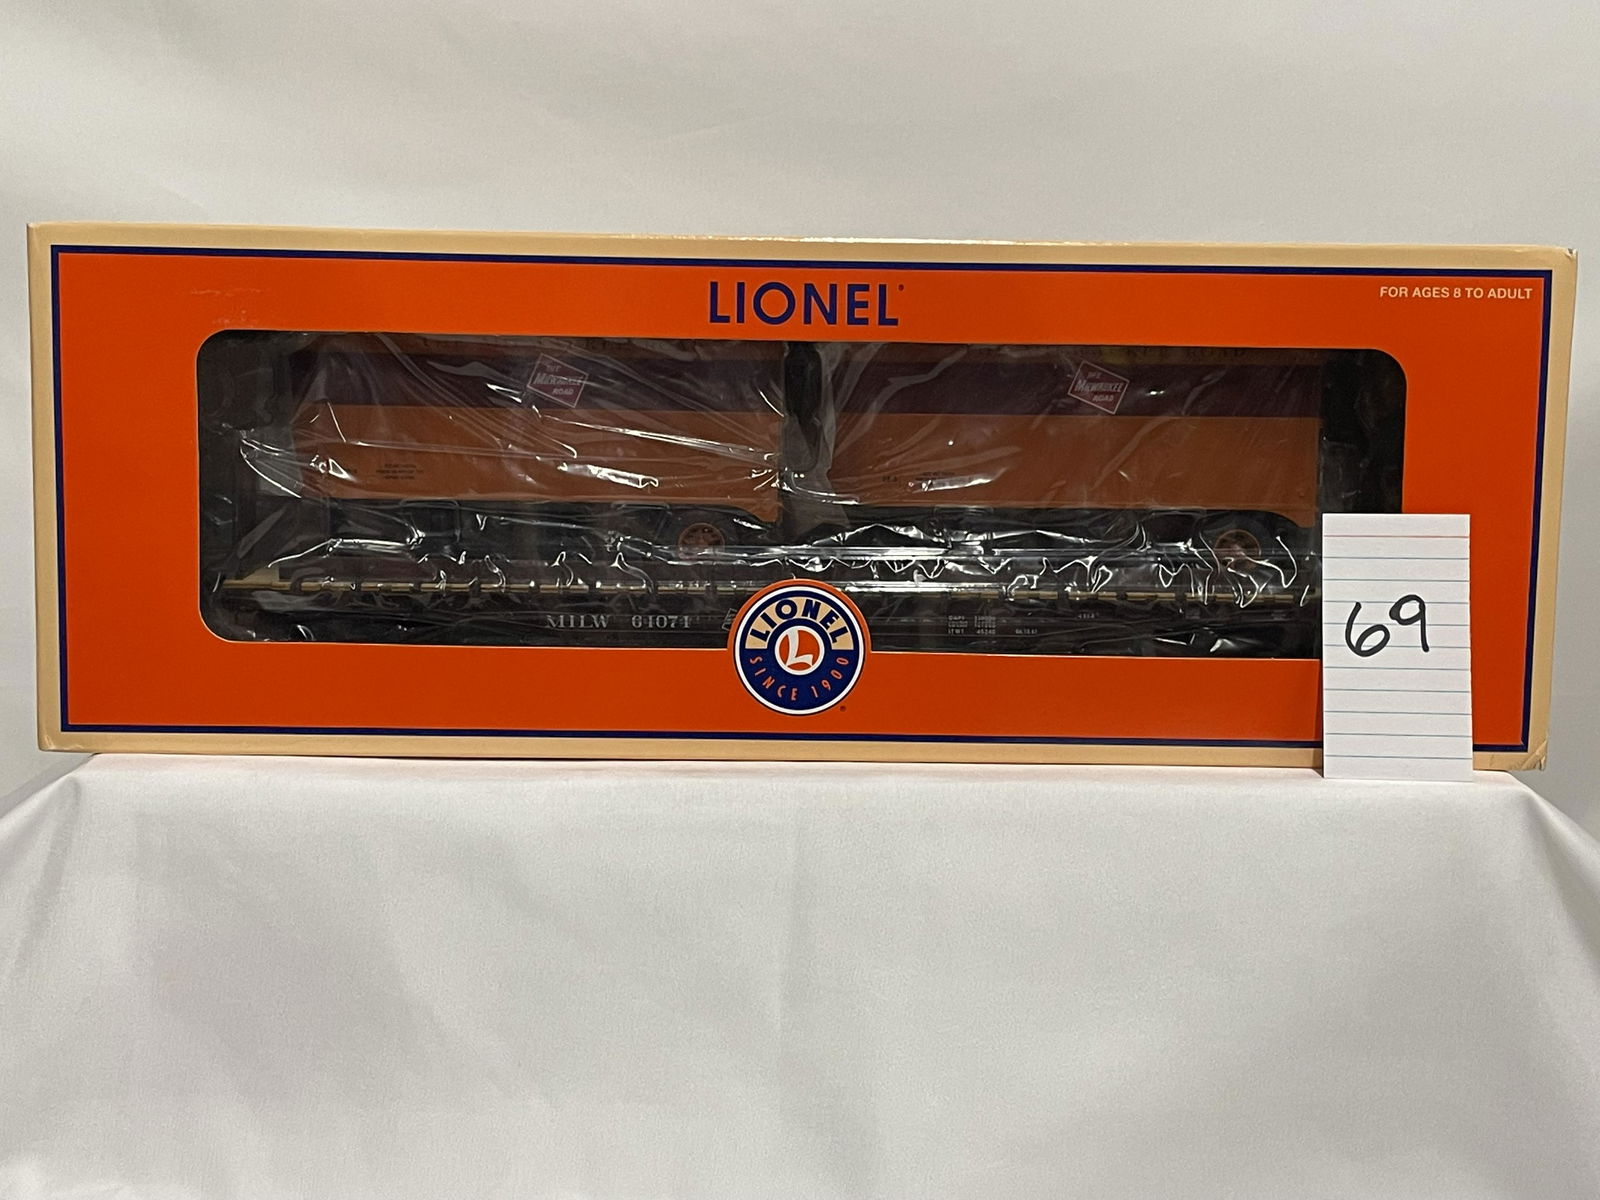 LIONEL®
FOR AGES 8 TO ADULT
THE
MILWAUKEE
ROAD
THE
MILWAUKEE
ROAD
MILW 64074
LIONEL
L
SINCE 1900
®
69